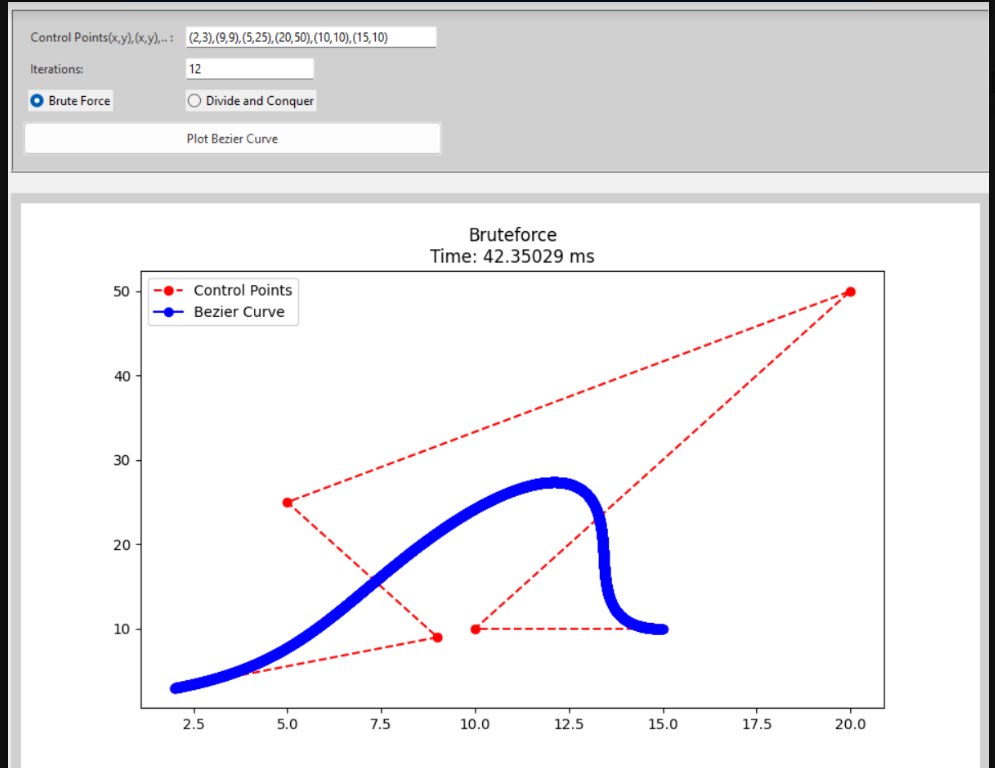 Control Points(x,y),(x,y),.. : (2,3),(9,9),(5,25),(20,50),(10,10),(15,10)
Iterations: 12
Brute Force Divide and Conquer
Plot Bezier Curve
Bruteforce
Time: 42.35029 ms
Control Points
Bezier Curve
50
40
30
20
10
2.5 5.0 7.5 10.0 12.5 15.0 17.5 20.0